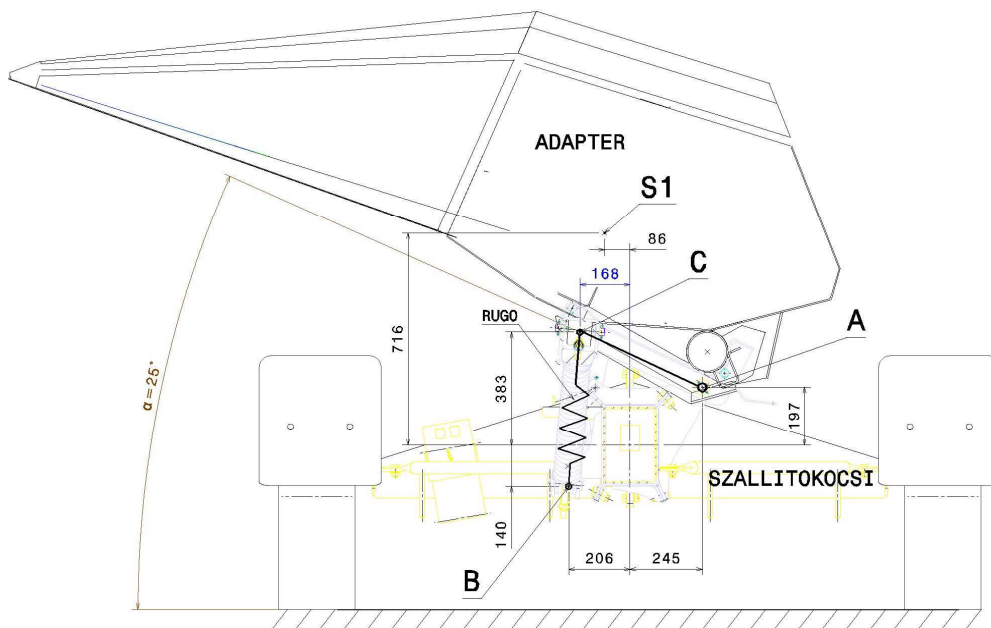 ADAPTER
S1
86
C
168
RUGO
A
716
383
197
α=25°
SZALLITOKOCSI
140
206
245
B